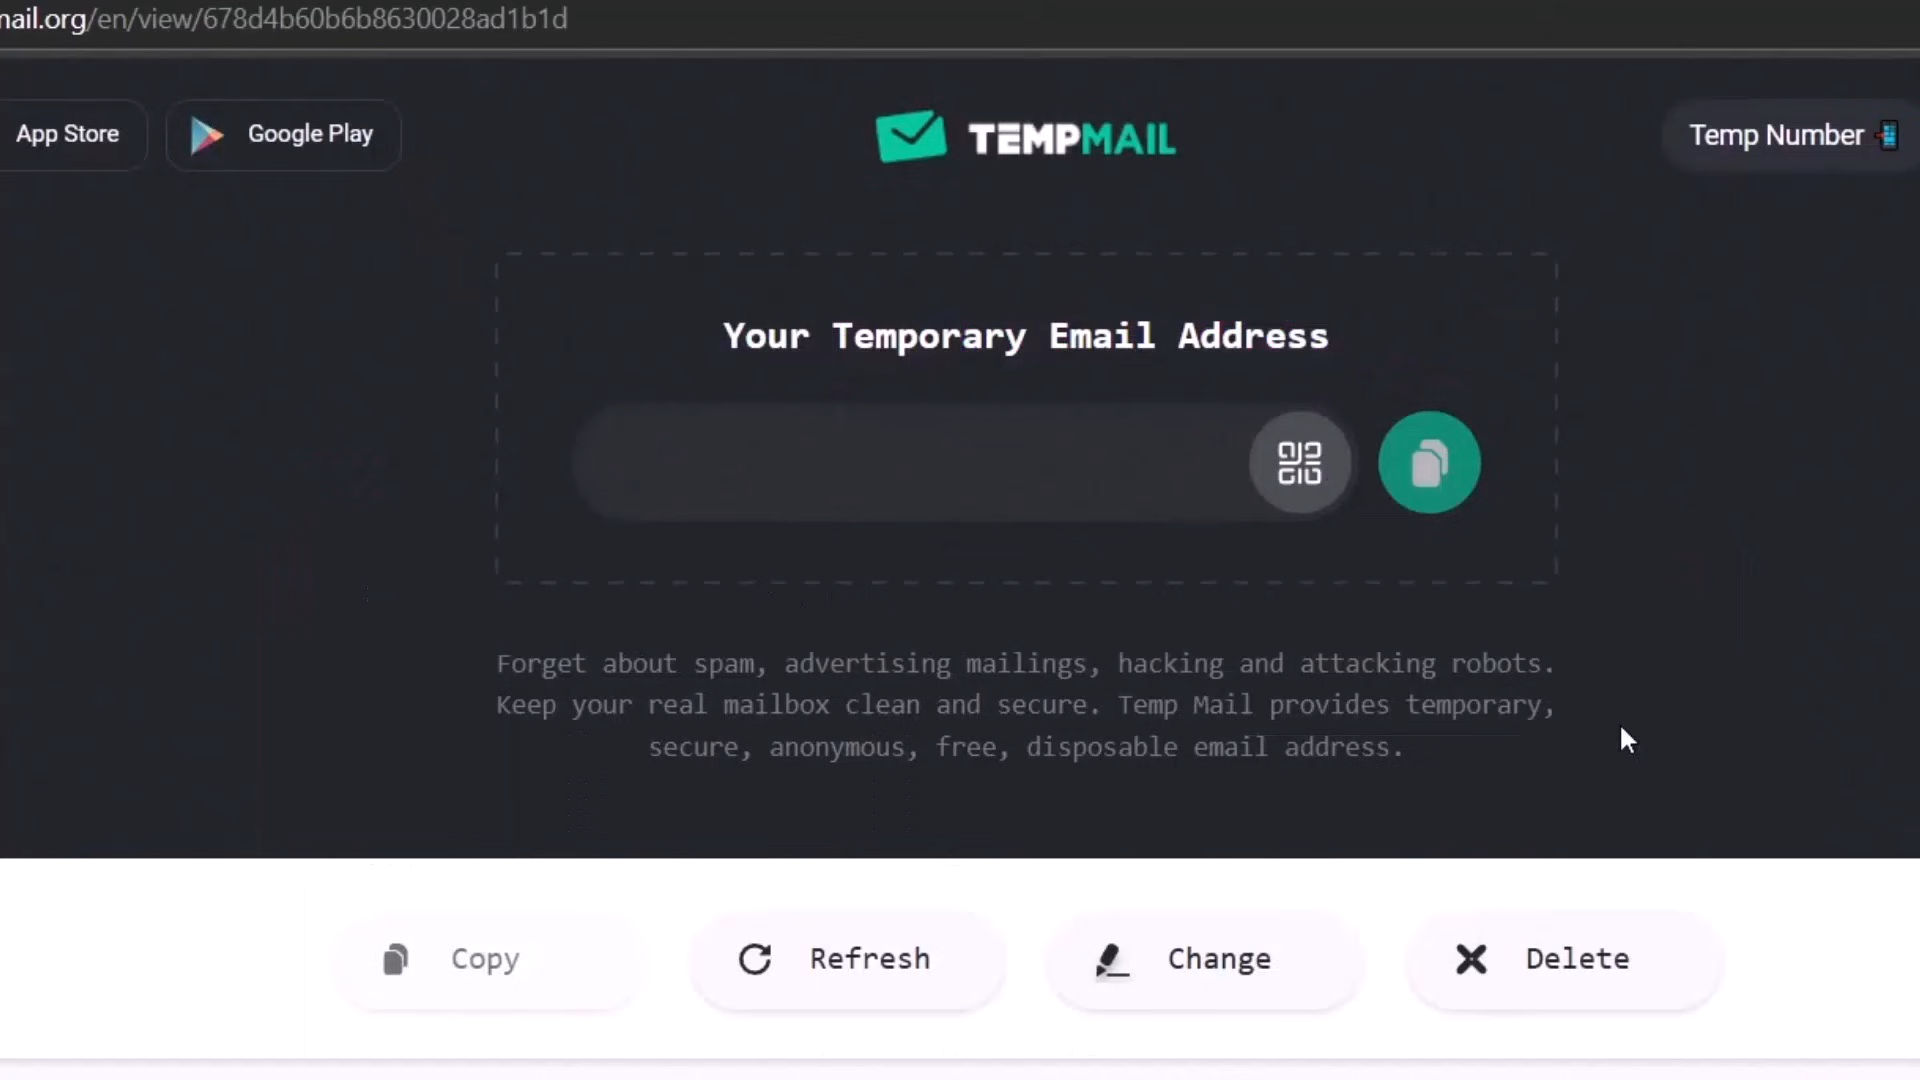 mail.org/en/view/678d4b60b6b8630028ad1b1d
App Store
Google Play
TEMPMAIL
Temp Number
Your Temporary Email Address
Forget about spam, advertising mailings, hacking and attacking robots.
Keep your real mailbox clean and secure. Temp Mail provides temporary,
secure, anonymous, free, disposable email address.
Copy
Refresh
Change
Delete